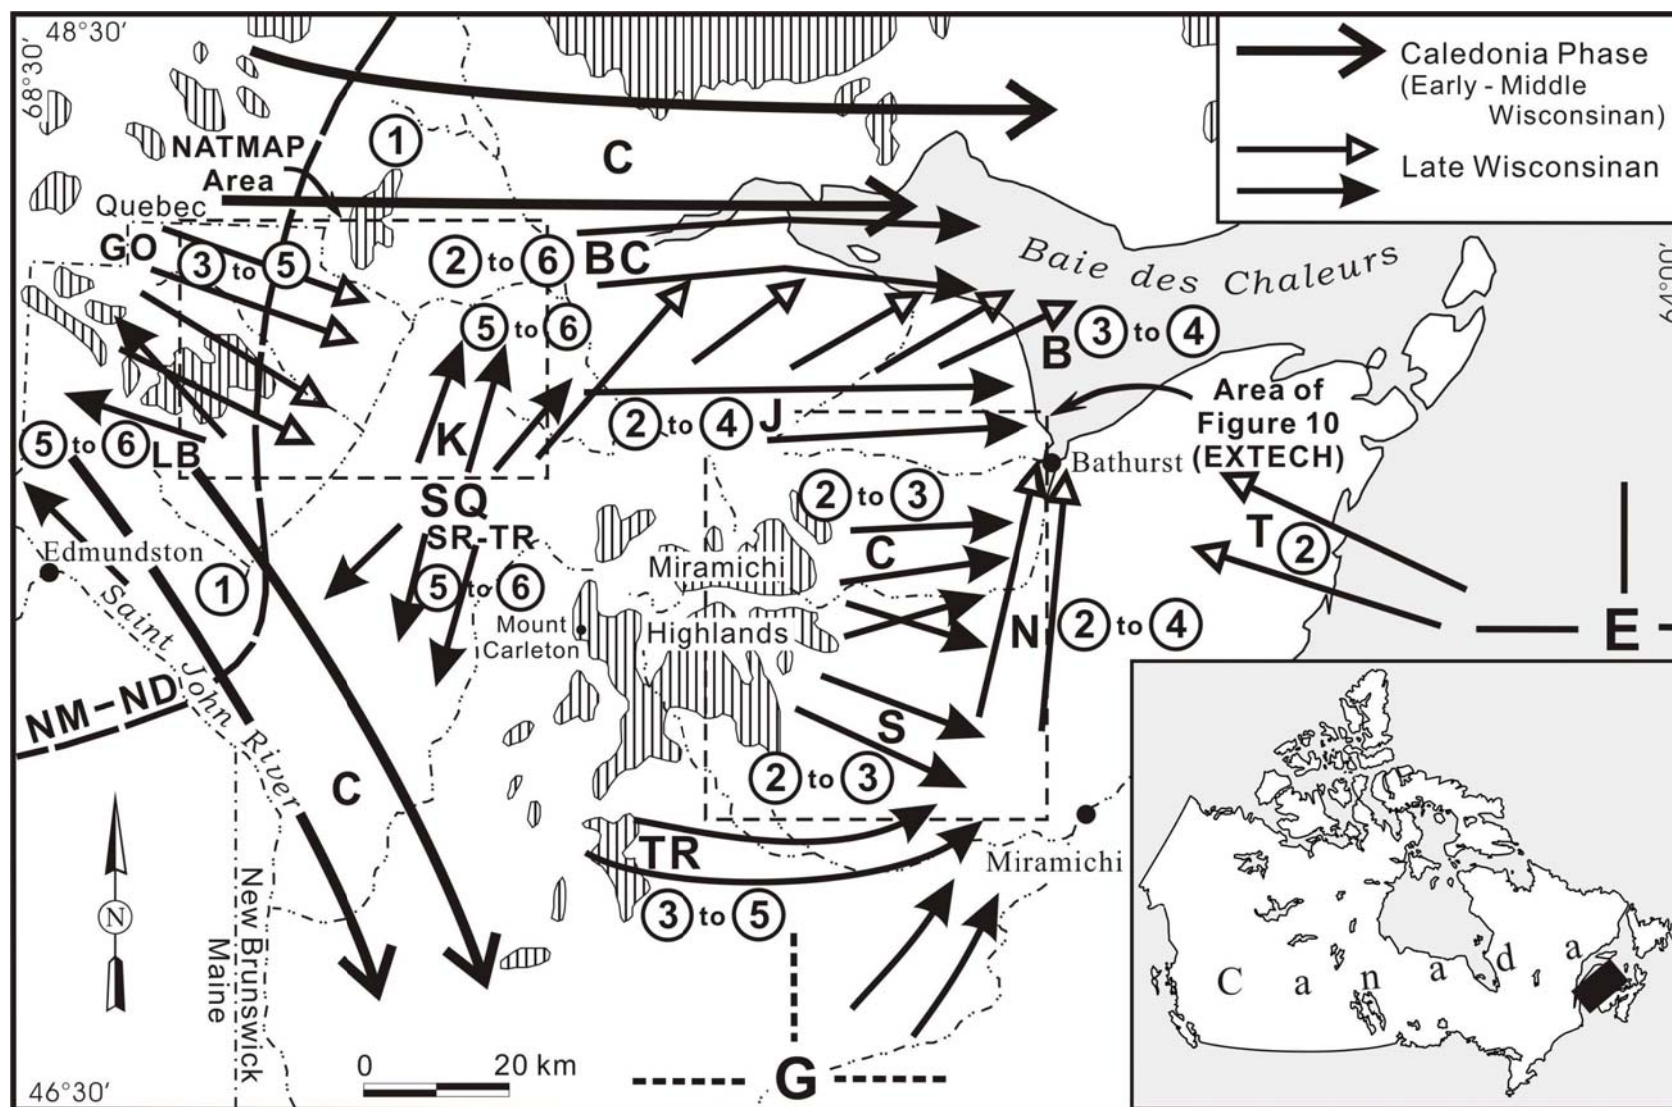 48°30'
68°30'
Caledonia Phase
(Early - Middle
Wisconsinan)
Late Wisconsinan
1
NATMAP
Area
C
Quebec
GO
3 to 5
2 to 6
BC
Baie des Chaleurs
64°00'
5 to 6
B
3 to 4
Area of
Figure 10
(EXTECH)
2 to 4
J
K
5 to 6
LB
Bathurst
SQ
SR-TR
2 to 3
C
T
2
Edmundston
1
5 to 6
Miramichi
Highlands
Mount
Carleton
N
2 to 4
E
Saint John River
NM-ND
S
2 to 3
C
TR
3 to 5
Miramichi
N
New Brunswick
Maine
Canada
0 20 km
G
46°30'